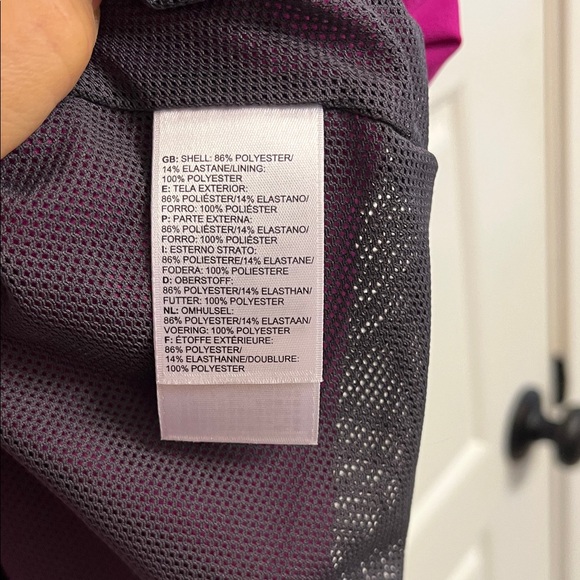 GB: SHELL: 86% POLYESTER/
14% ELASTANE/LINING:
100% POLYESTER
E: TELA EXTERIOR:
86% POLIÉSTER/14% ELASTANO/
FORRO: 100% POLIÉSTER
P: PARTE EXTERNA:
86% POLIÉSTER/14% ELASTANO/
FORRO: 100% POLIÉSTER
I: ESTERNO STRATO:
86% POLIESTERE/14% ELASTANE/
FODERA: 100% POLIESTERE
D: OBERSTOFF:
86% POLYESTER/14% ELASTHAN/
FUTTER: 100% POLYESTER
NL: OMHULSEL:
86% POLYESTER/14% ELASTAAN/
VOERING: 100% POLYESTER
F: ÉTOFFE EXTÉRIEURE:
86% POLYESTER/
14% ELASTHANNE/DOUBLURE:
100% POLYESTER